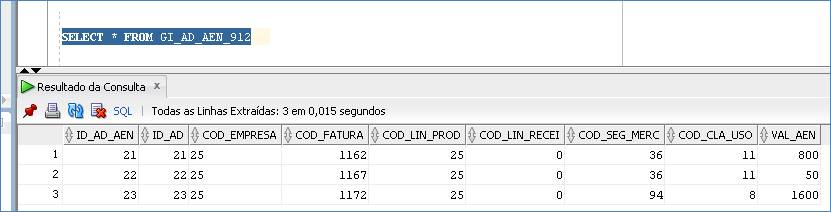 SELECT * FROM GI_AD_AEN_912
Resultado da Consulta x
SQL | Todas as Linhas Extraídas: 3 em 0,015 segundos
ID_AD_AEN ID_AD COD_EMPRESA COD_FATURA COD_LIN_PROD COD_LIN_RECEI COD_SEG_MERC COD_CLA_USO VAL_AEN
1 21 21 25 1162 25 0 36 11 800
2 22 22 25 1167 25 0 36 11 50
3 23 23 25 1172 25 0 94 8 1600